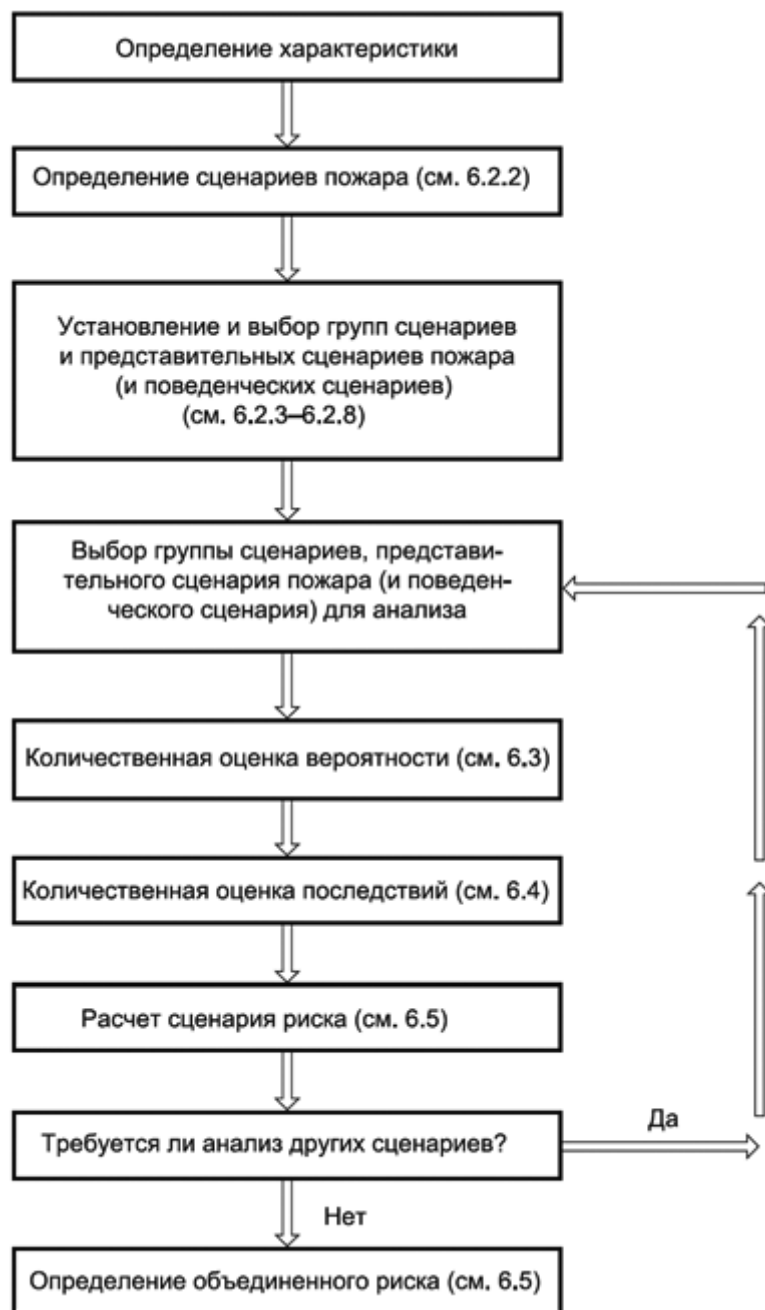 Определение характеристики
Определение сценариев пожара (см. 6.2.2)
Установление и выбор групп сценариев
и представительных сценариев пожара
(и поведенческих сценариев)
(см. 6.2.3–6.2.8)
Выбор группы сценариев, представи-
тельного сценария пожара (и поведен-
ческого сценария) для анализа
Количественная оценка вероятности (см. 6.3)
Количественная оценка последствий (см. 6.4)
Расчет сценария риска (см. 6.5)
Требуется ли анализ других сценариев?
Да
Нет
Определение объединенного риска (см. 6.5)